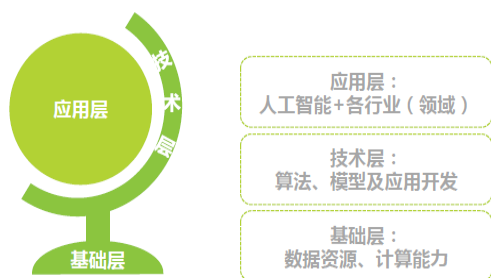 应用层
技术层
基础层
应用层：
人工智能+各行业（领域）
技术层：
算法、模型及应用开发
基础层：
数据资源、计算能力